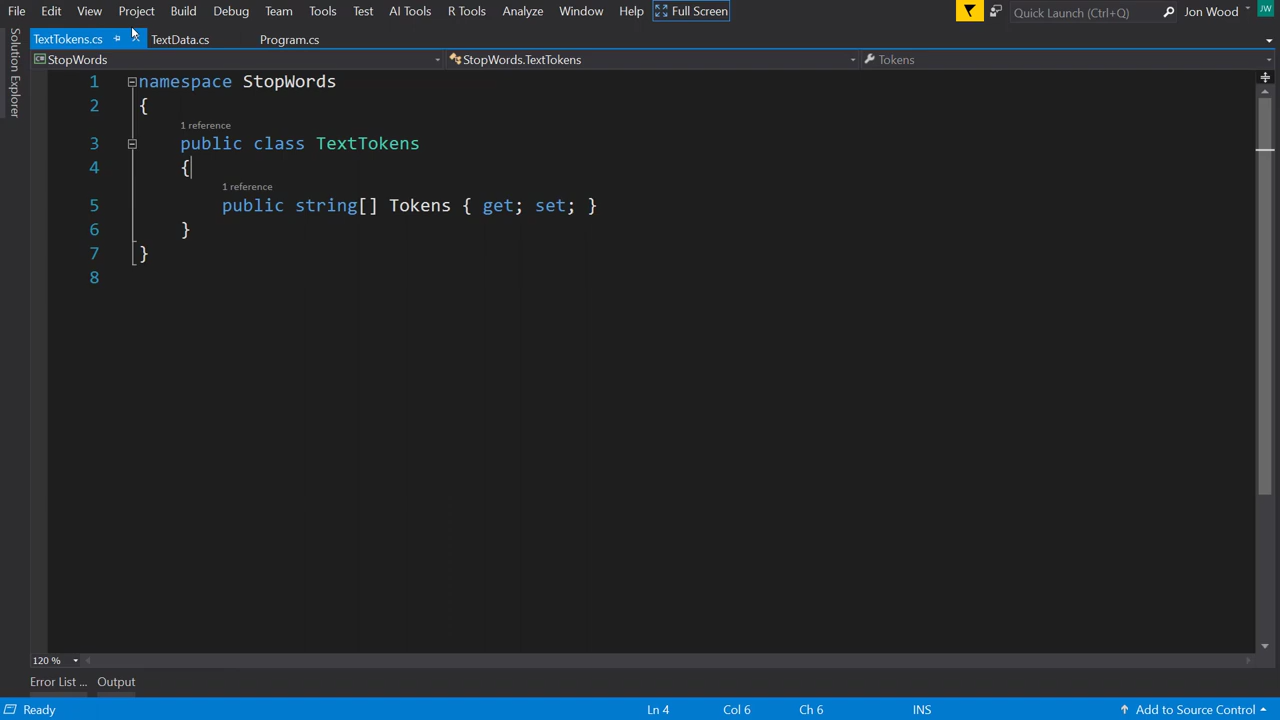 File Edit View Project Build Debug Team Tools Test AI Tools R Tools Analyze Window Help Full Screen Quick Launch (Ctrl+Q) Jon Wood JW
Solution Explorer
TextTokens.cs TextData.cs Program.cs
StopWords StopWords.TextTokens Tokens
1 namespace StopWords
2 {
1 reference
3 public class TextTokens
4 {
1 reference
5 public string[] Tokens { get; set; }
6 }
7 }
8
120 %
Error List ... Output
Ready Ln 4 Col 6 Ch 6 INS Add to Source Control